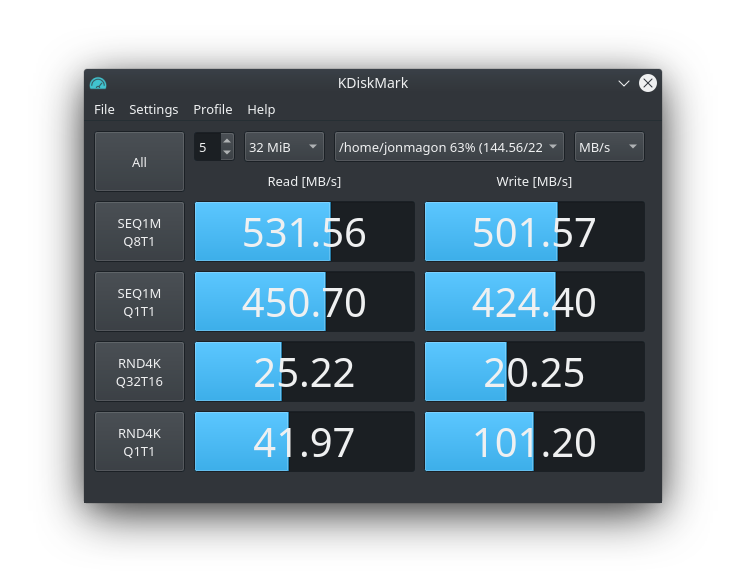 KDiskMark
File Settings Profile Help
All
5 32 MiB /home/jonmagon 63% (144.56/22 MB/s
Read [MB/s] Write [MB/s]
SEQ1M
Q8T1
531.56 501.57
SEQ1M
Q1T1
450.70 424.40
RND4K
Q32T16
25.22 20.25
RND4K
Q1T1
41.97 101.20